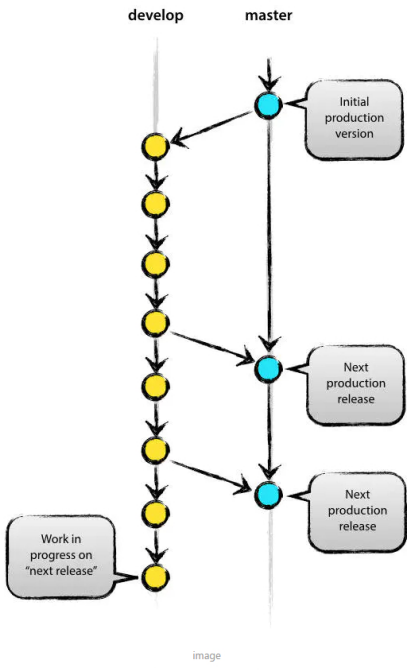 develop
master
Initial
production
version
Next
production
release
Next
production
release
Work in
progress on
“next release”
image